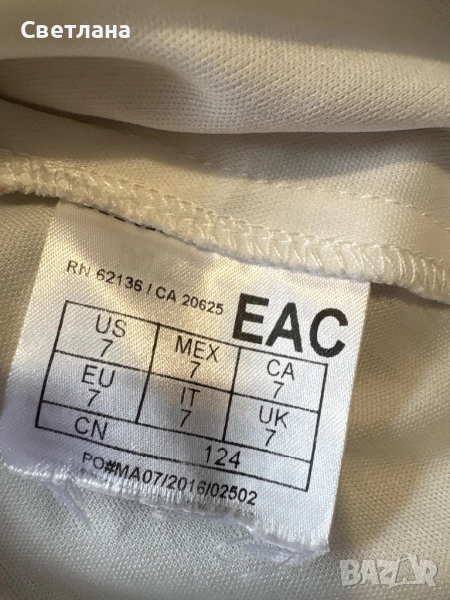 Светлана
RN 62136 / CA 20625
EAC
US 7 MEX 7 CA 7
EU 7 IT 7 UK 7
CN 124
PO#MA07/2016/02502
BAZAR